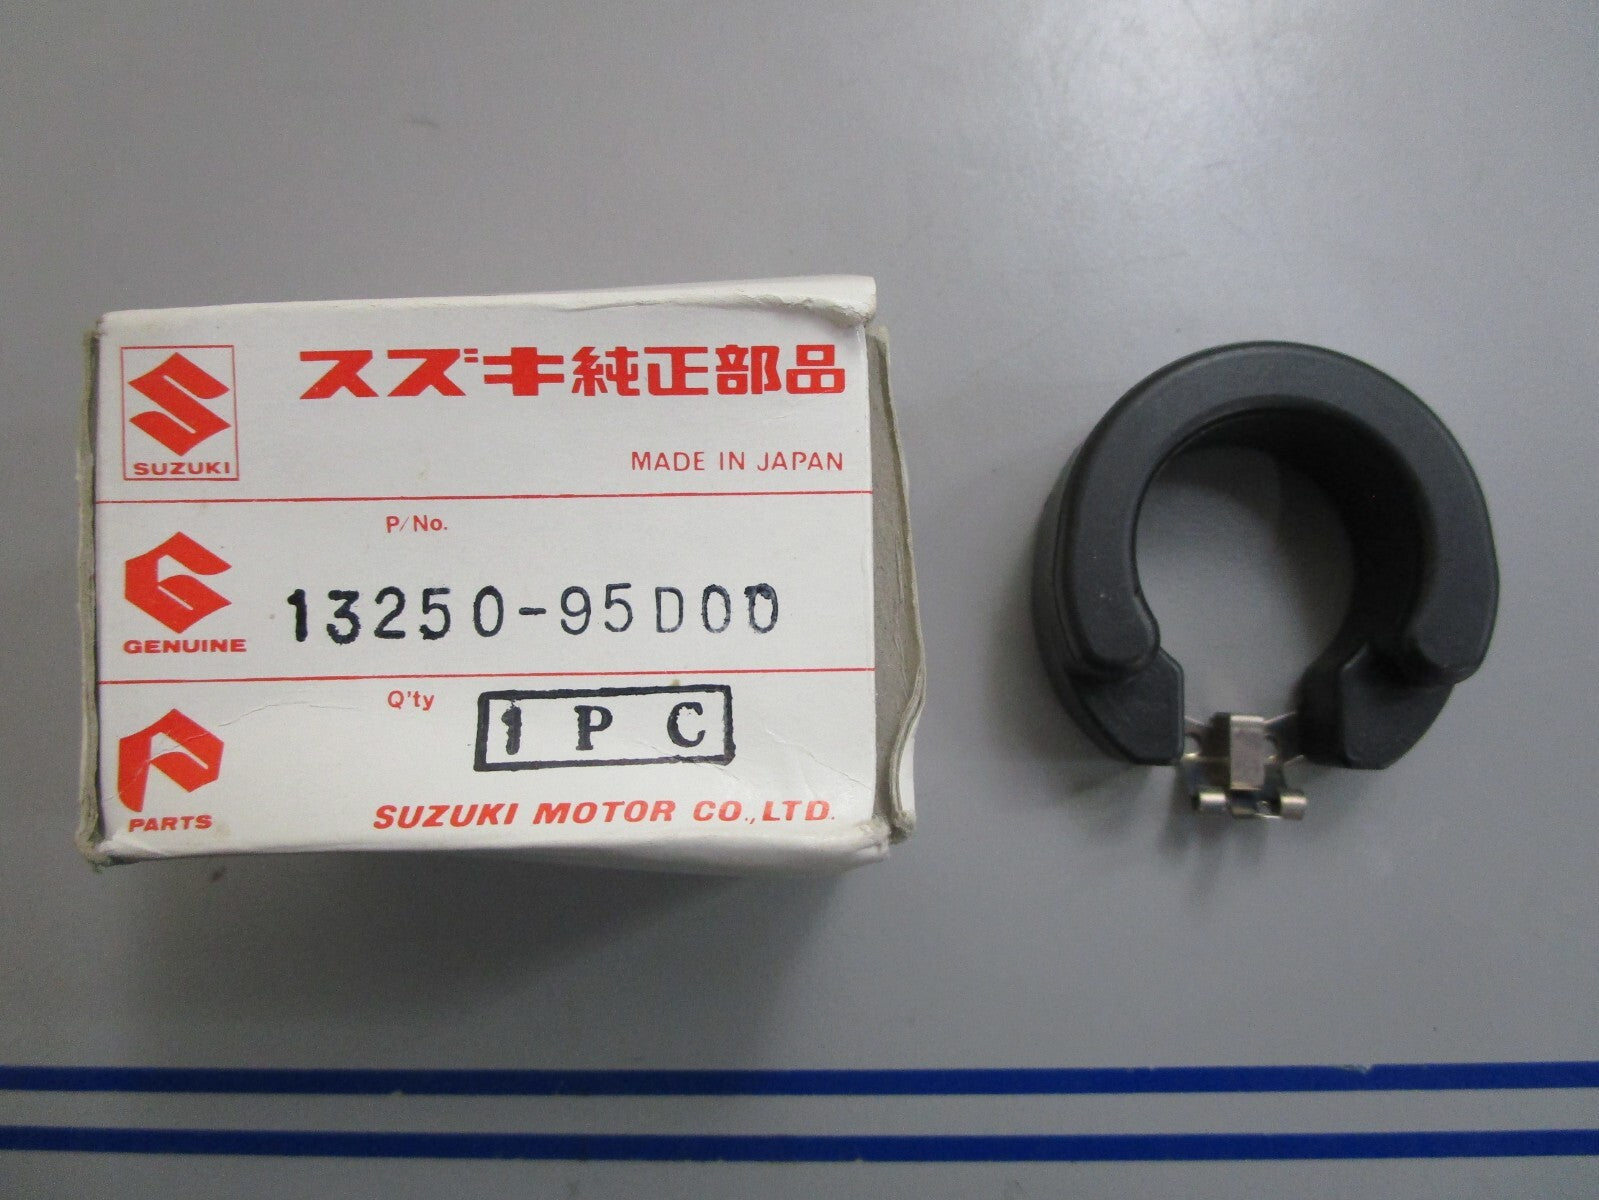 スズキ純正部品
SUZUKI
MADE IN JAPAN
P/No.
13250-95D00
GENUINE
Q'ty
1 P C
PARTS
SUZUKI MOTOR CO.,LTD.